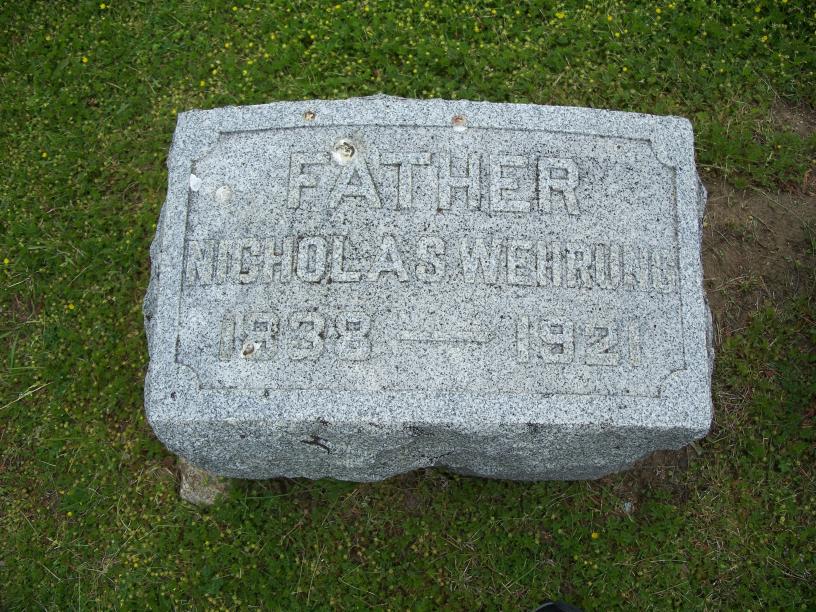 FATHER
NICHOLAS WEHRUNG
1838 — 1921